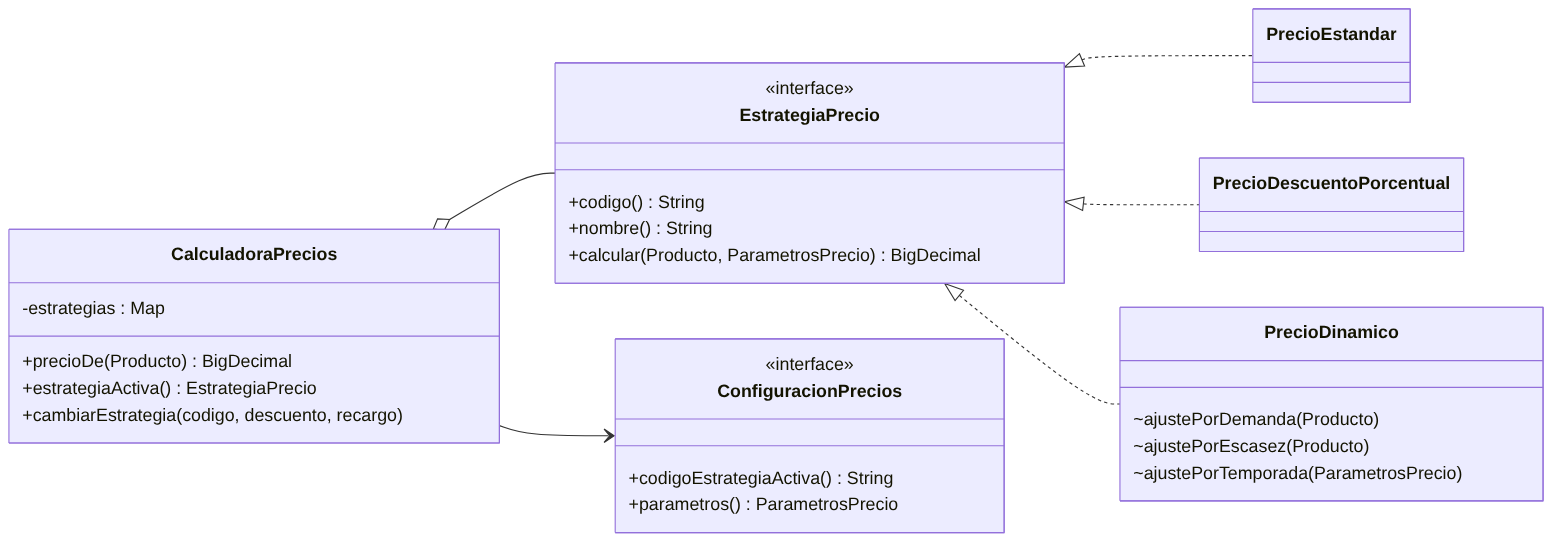 CalculadoraPrecios
-estrategias : Map
+precioDe(Producto) : BigDecimal
+estrategiaActiva() : EstrategiaPrecio
+cambiarEstrategia(codigo, descuento, recargo)
«interface»
EstrategiaPrecio
+codigo() : String
+nombre() : String
+calcular(Producto, ParametrosPrecio) : BigDecimal
«interface»
ConfiguracionPrecios
+codigoEstrategiaActiva() : String
+parametros() : ParametrosPrecio
PrecioEstandar
PrecioDescuentoPorcentual
PrecioDinamico
~ajustePorDemanda(Producto)
~ajustePorEscasez(Producto)
~ajustePorTemporada(ParametrosPrecio)